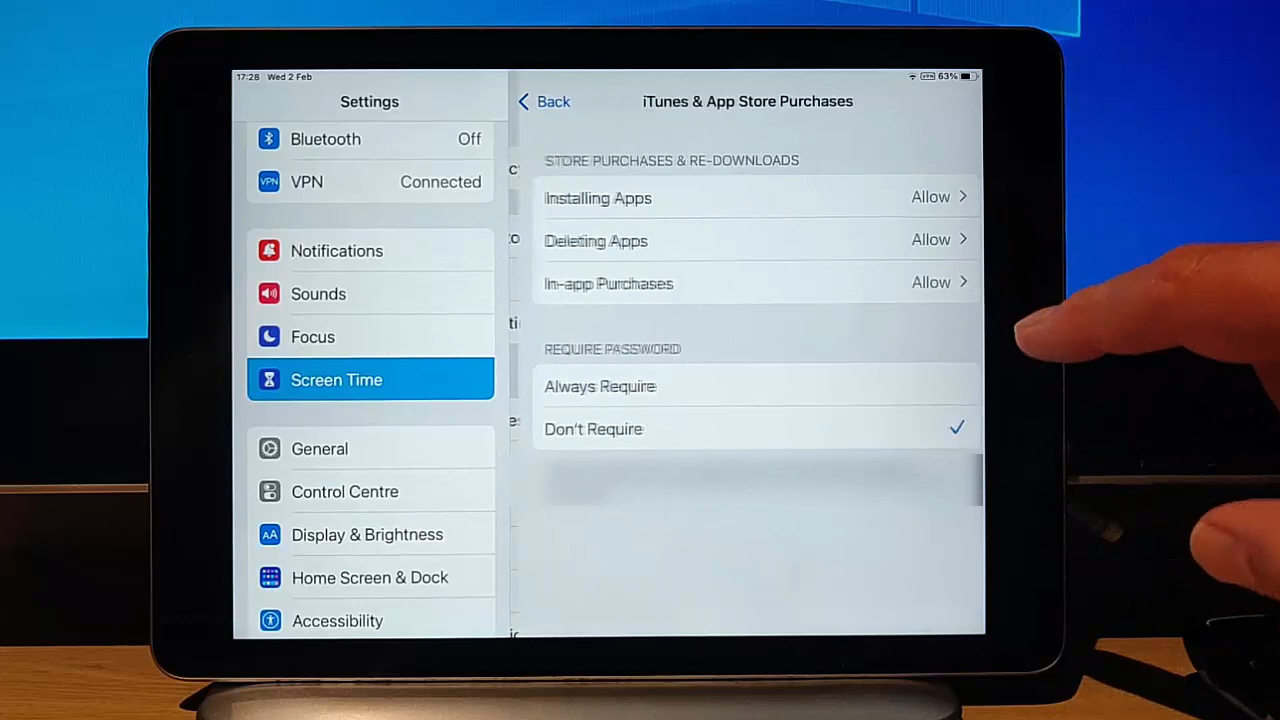 17:28 Wed 2 Feb
VPN 63%
Settings
Bluetooth Off
VPN VPN Connected
Notifications
Sounds
Focus
Screen Time
General
Control Centre
AA Display & Brightness
Home Screen & Dock
Accessibility
Back
iTunes & App Store Purchases
STORE PURCHASES & RE-DOWNLOADS
Installing Apps Allow
Deleting Apps Allow
In-app Purchases Allow
REQUIRE PASSWORD
Always Require
Don't Require